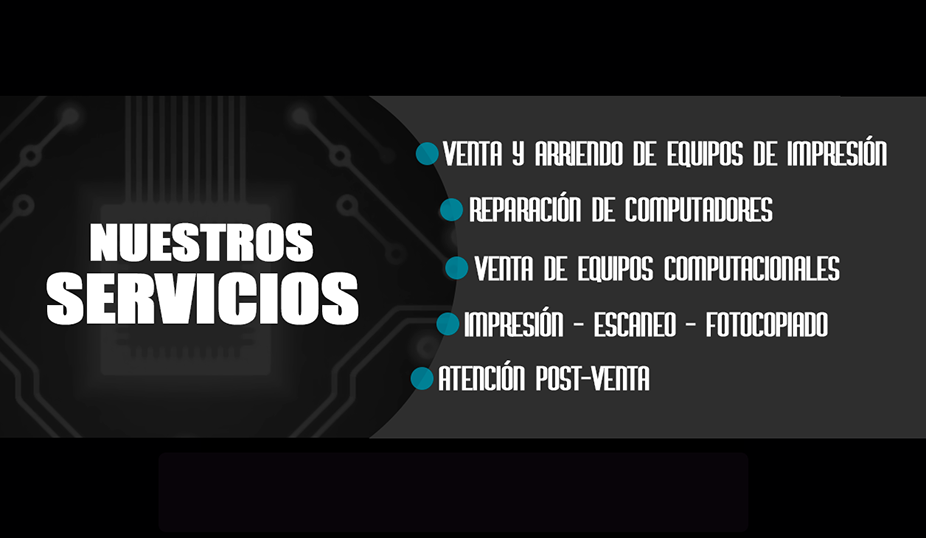 NUESTROS
SERVICIOS
VENTA Y ARRIENDO DE EQUIPOS DE IMPRESIÓN
REPARACIÓN DE COMPUTADORES
VENTA DE EQUIPOS COMPUTACIONALES
IMPRESIÓN - ESCANEO - FOTOCOPIADO
ATENCIÓN POST-VENTA